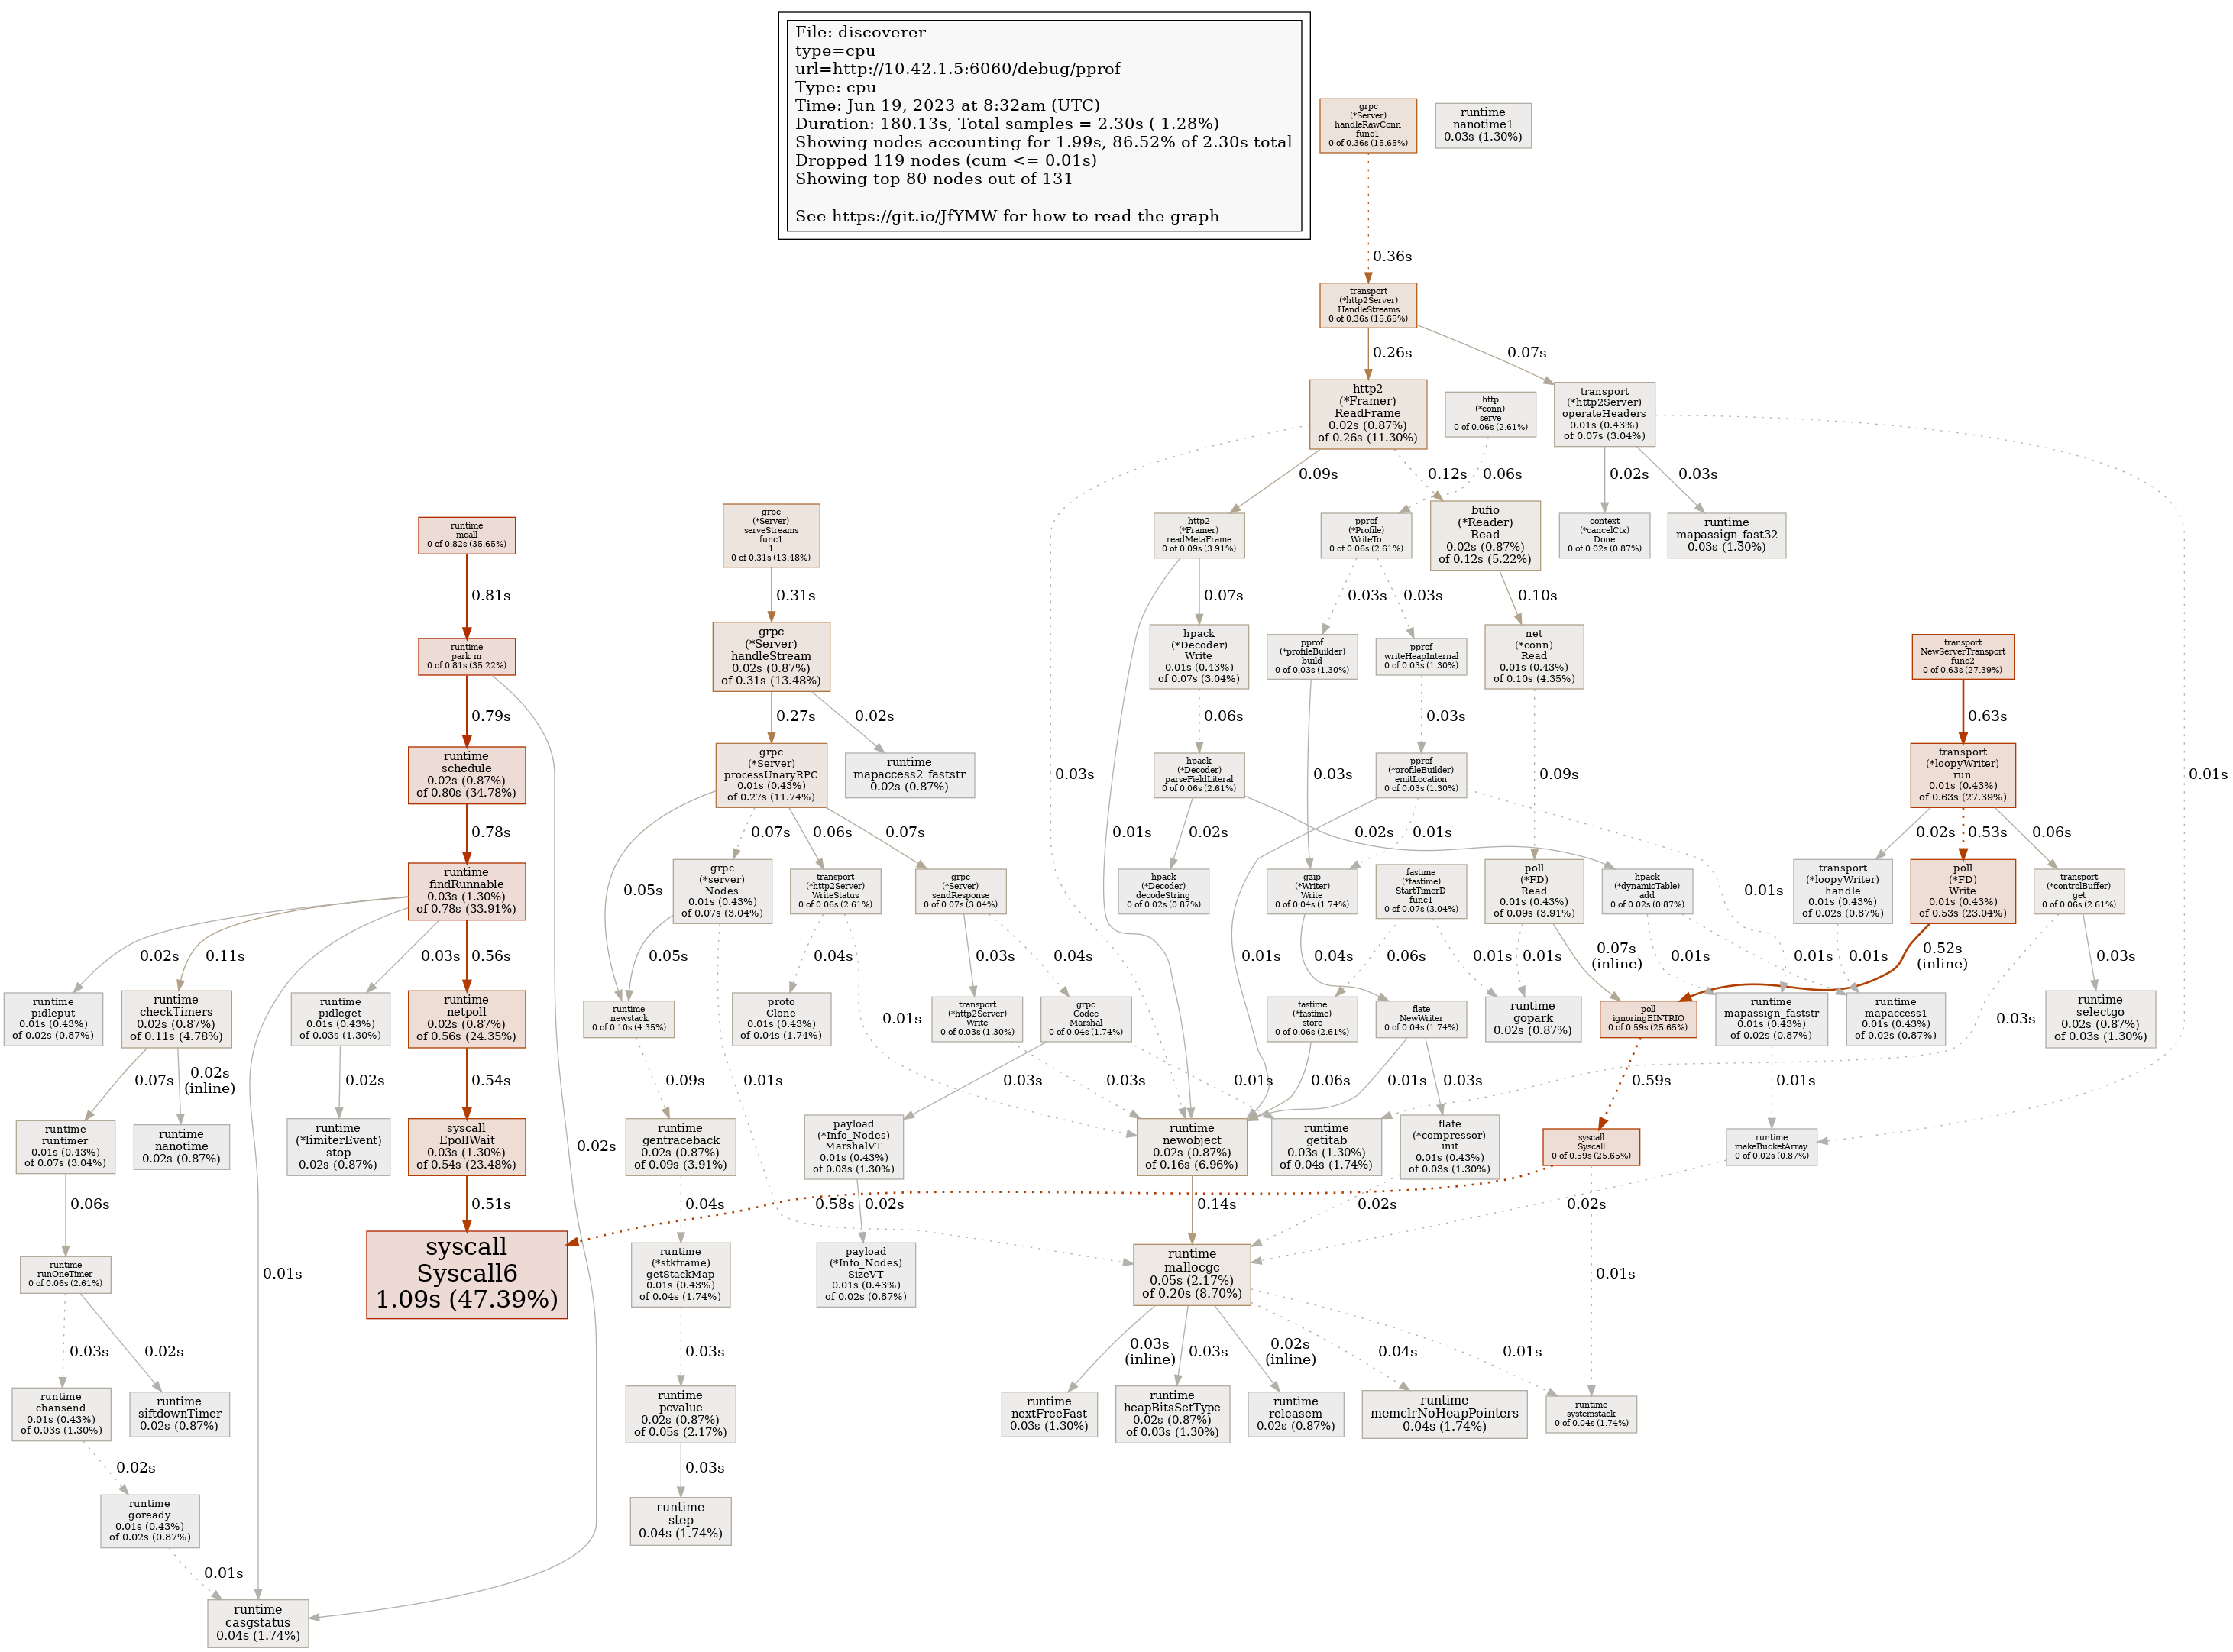 File: discoverer
type=cpu
url=http://10.42.1.5:6060/debug/pprof
Type: cpu
Time: Jun 19, 2023 at 8:32am (UTC)
Duration: 180.13s, Total samples = 2.30s ( 1.28%)
Showing nodes accounting for 1.99s, 86.52% of 2.30s total
Dropped 119 nodes (cum <= 0.01s)
Showing top 80 nodes out of 131
See https://git.io/JfYMW for how to read the graph
grpc
(*Server)
handleRawConn
func1
0 of 0.36s (15.65%)
runtime
nanotime1
0.03s (1.30%)
0.36s
transport
(*http2Server)
HandleStreams
0 of 0.36s (15.65%)
0.26s
0.07s
http2
(*Framer)
ReadFrame
0.02s (0.87%)
of 0.26s (11.30%)
http
(*conn)
serve
0 of 0.06s (2.61%)
transport
(*http2Server)
operateHeaders
0.01s (0.43%)
of 0.07s (3.04%)
0.09s
0.12s
0.06s
0.02s
0.03s
runtime
mcall
0 of 0.82s (35.65%)
grpc
(*Server)
serveStreams
func1
1
0 of 0.31s (13.48%)
http2
(*Framer)
readMetaFrame
0 of 0.09s (3.91%)
pprof
(*Profile)
WriteTo
0 of 0.06s (2.61%)
bufio
(*Reader)
Read
0.02s (0.87%)
of 0.12s (5.22%)
context
(*cancelCtx)
Done
0 of 0.02s (0.87%)
runtime
mapassign_fast32
0.03s (1.30%)
0.81s
0.31s
0.07s
0.03s
0.03s
0.10s
runtime
park_m
0 of 0.81s (35.22%)
grpc
(*Server)
handleStream
0.02s (0.87%)
of 0.31s (13.48%)
hpack
(*Decoder)
Write
0.01s (0.43%)
of 0.07s (3.04%)
pprof
(*profileBuilder)
build
0 of 0.03s (1.30%)
pprof
writeHeapInternal
0 of 0.03s (1.30%)
net
(*conn)
Read
0.01s (0.43%)
of 0.10s (4.35%)
transport
NewServerTransport
func2
0 of 0.63s (27.39%)
0.79s
0.27s
0.02s
0.06s
0.03s
0.63s
runtime
schedule
0.02s (0.87%)
of 0.80s (34.78%)
grpc
(*Server)
processUnaryRPC
0.01s (0.43%)
of 0.27s (11.74%)
runtime
mapaccess2_faststr
0.02s (0.87%)
0.03s
hpack
(*Decoder)
parseFieldLiteral
0 of 0.06s (2.61%)
0.03s
pprof
(*profileBuilder)
emitLocation
0 of 0.03s (1.30%)
0.09s
transport
(*loopyWriter)
run
0.01s (0.43%)
of 0.63s (27.39%)
0.01s
0.78s
0.07s
0.06s
0.07s
0.01s
0.02s
0.02s
0.01s
0.02s
0.53s
0.06s
runtime
findRunnable
0.03s (1.30%)
of 0.78s (33.91%)
0.05s
grpc
(*server)
Nodes
0.01s (0.43%)
of 0.07s (3.04%)
transport
(*http2Server)
WriteStatus
0 of 0.06s (2.61%)
grpc
(*Server)
sendResponse
0 of 0.07s (3.04%)
hpack
(*Decoder)
decodeString
0 of 0.02s (0.87%)
gzip
(*Writer)
Write
0 of 0.04s (1.74%)
fastime
(*fastime)
StartTimerD
func1
0 of 0.07s (3.04%)
poll
(*FD)
Read
0.01s (0.43%)
of 0.09s (3.91%)
hpack
(*dynamicTable)
add
0 of 0.02s (0.87%)
0.01s
transport
(*loopyWriter)
handle
0.01s (0.43%)
of 0.02s (0.87%)
poll
(*FD)
Write
0.01s (0.43%)
of 0.53s (23.04%)
transport
(*controlBuffer)
get
0 of 0.06s (2.61%)
0.02s
0.11s
0.03s
0.56s
0.05s
0.04s
0.03s
0.04s
0.01s
0.04s
0.06s
0.01s
0.01s
0.07s
(inline)
0.01s
0.01s
0.01s
0.52s
(inline)
0.03s
runtime
pidleput
0.01s (0.43%)
of 0.02s (0.87%)
runtime
checkTimers
0.02s (0.87%)
of 0.11s (4.78%)
runtime
pidleget
0.01s (0.43%)
of 0.03s (1.30%)
runtime
netpoll
0.02s (0.87%)
of 0.56s (24.35%)
runtime
newstack
0 of 0.10s (4.35%)
proto
Clone
0.01s (0.43%)
of 0.04s (1.74%)
0.01s
transport
(*http2Server)
Write
0 of 0.03s (1.30%)
grpc
Codec
Marshal
0 of 0.04s (1.74%)
fastime
(*fastime)
store
0 of 0.06s (2.61%)
flate
NewWriter
0 of 0.04s (1.74%)
runtime
gopark
0.02s (0.87%)
poll
ignoringEINTRIO
0 of 0.59s (25.65%)
runtime
mapassign_faststr
0.01s (0.43%)
of 0.02s (0.87%)
runtime
mapaccess1
0.01s (0.43%)
of 0.02s (0.87%)
0.03s
runtime
selectgo
0.02s (0.87%)
of 0.03s (1.30%)
0.07s
0.02s
(inline)
0.02s
0.54s
0.09s
0.01s
0.03s
0.03s
0.01s
0.06s
0.01s
0.03s
0.59s
0.01s
runtime
runtimer
0.01s (0.43%)
of 0.07s (3.04%)
runtime
nanotime
0.02s (0.87%)
runtime
(*limiterEvent)
stop
0.02s (0.87%)
syscall
EpollWait
0.03s (1.30%)
of 0.54s (23.48%)
0.02s
runtime
gentraceback
0.02s (0.87%)
of 0.09s (3.91%)
payload
(*Info_Nodes)
MarshalVT
0.01s (0.43%)
of 0.03s (1.30%)
runtime
newobject
0.02s (0.87%)
of 0.16s (6.96%)
runtime
getitab
0.03s (1.30%)
of 0.04s (1.74%)
flate
(*compressor)
init
0.01s (0.43%)
of 0.03s (1.30%)
syscall
Syscall
0 of 0.59s (25.65%)
runtime
makeBucketArray
0 of 0.02s (0.87%)
0.06s
0.51s
0.04s
0.58s
0.02s
0.14s
0.02s
0.02s
runtime
runOneTimer
0 of 0.06s (2.61%)
0.01s
syscall
Syscall6
1.09s (47.39%)
runtime
(*stkframe)
getStackMap
0.01s (0.43%)
of 0.04s (1.74%)
payload
(*Info_Nodes)
SizeVT
0.01s (0.43%)
of 0.02s (0.87%)
runtime
mallocgc
0.05s (2.17%)
of 0.20s (8.70%)
0.01s
0.03s
0.02s
0.03s
0.03s
(inline)
0.03s
0.02s
(inline)
0.04s
0.01s
runtime
chansend
0.01s (0.43%)
of 0.03s (1.30%)
runtime
siftdownTimer
0.02s (0.87%)
runtime
pcvalue
0.02s (0.87%)
of 0.05s (2.17%)
runtime
nextFreeFast
0.03s (1.30%)
runtime
heapBitsSetType
0.02s (0.87%)
of 0.03s (1.30%)
runtime
releasem
0.02s (0.87%)
runtime
memclrNoHeapPointers
0.04s (1.74%)
runtime
systemstack
0 of 0.04s (1.74%)
0.02s
0.03s
runtime
goready
0.01s (0.43%)
of 0.02s (0.87%)
runtime
step
0.04s (1.74%)
0.01s
runtime
casgstatus
0.04s (1.74%)